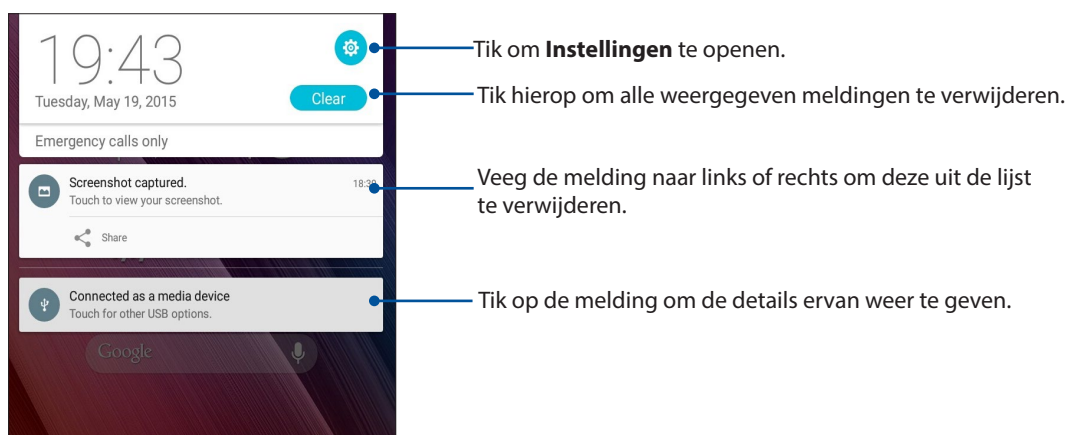 19:43
Tuesday, May 19, 2015
Clear
Emergency calls only
Screenshot captured.
Touch to view your screenshot.
Share
Connected as a media device
Touch for other USB options.
Google
Tik om Instellingen te openen.
Tik hierop om alle weergegeven meldingen te verwijderen.
Veeg de melding naar links of rechts om deze uit de lijst
te verwijderen.
Tik op de melding om de details ervan weer te geven.